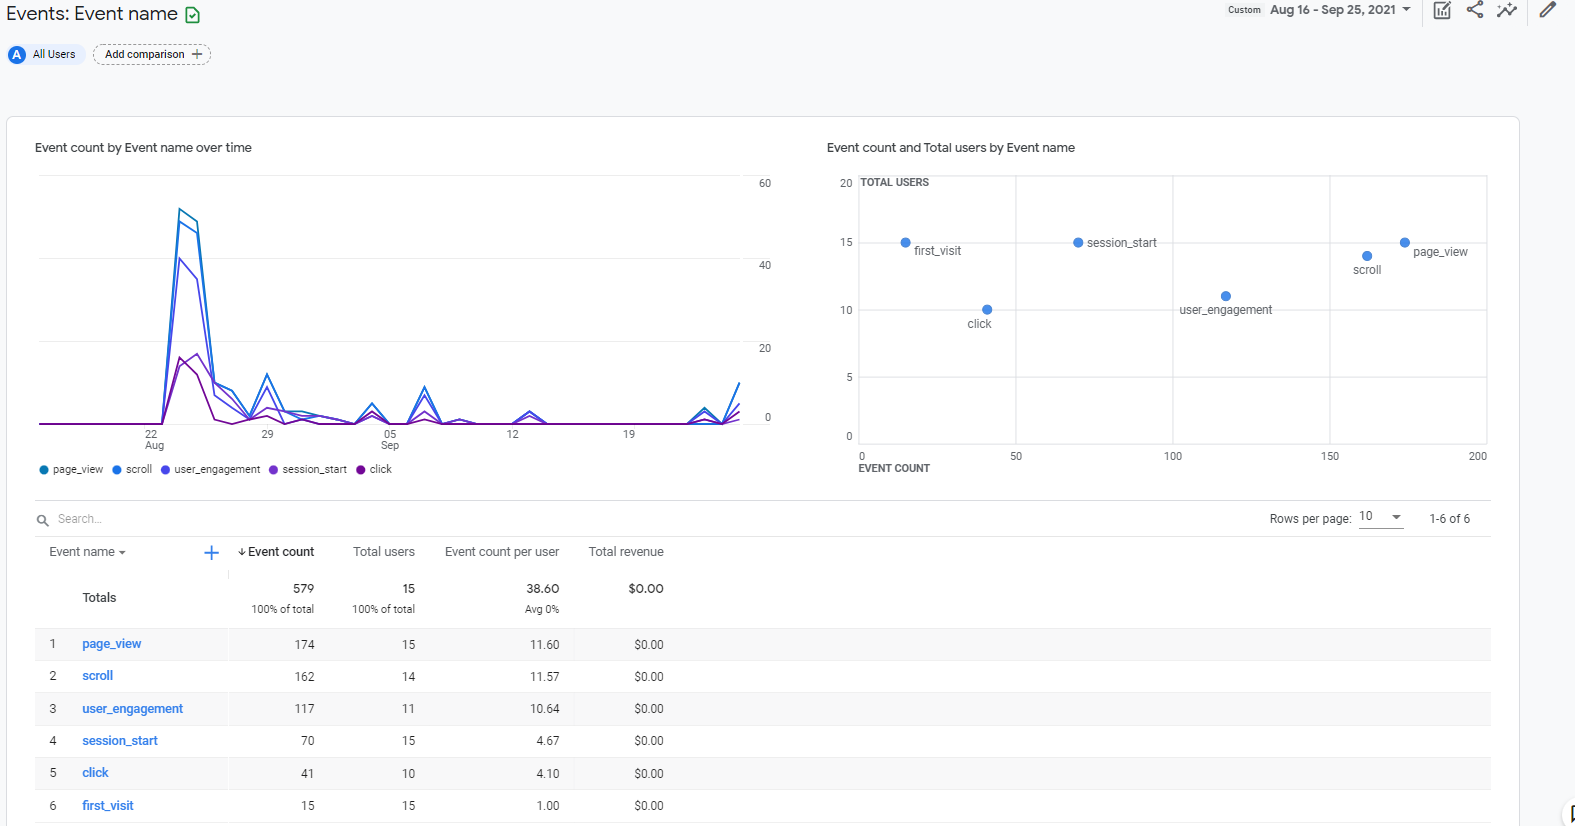 Events: Event name
Custom Aug 16 - Sep 25, 2021
A All Users Add comparison +
Event count by Event name over time
60
40
20
0
22 Aug 29 05 Sep 12 19
page_view scroll user_engagement session_start click
Event count and Total users by Event name
20 TOTAL USERS
15
10
5
0
first_visit
session_start
page_view
scroll
user_engagement
click
0 50 100 150 200
EVENT COUNT
Search...
Rows per page: 10 1-6 of 6
Event name + ↓ Event count Total users Event count per user Total revenue
Totals 579 15 38.60 $0.00
100% of total 100% of total Avg 0%
1 page_view 174 15 11.60 $0.00
2 scroll 162 14 11.57 $0.00
3 user_engagement 117 11 10.64 $0.00
4 session_start 70 15 4.67 $0.00
5 click 41 10 4.10 $0.00
6 first_visit 15 15 1.00 $0.00